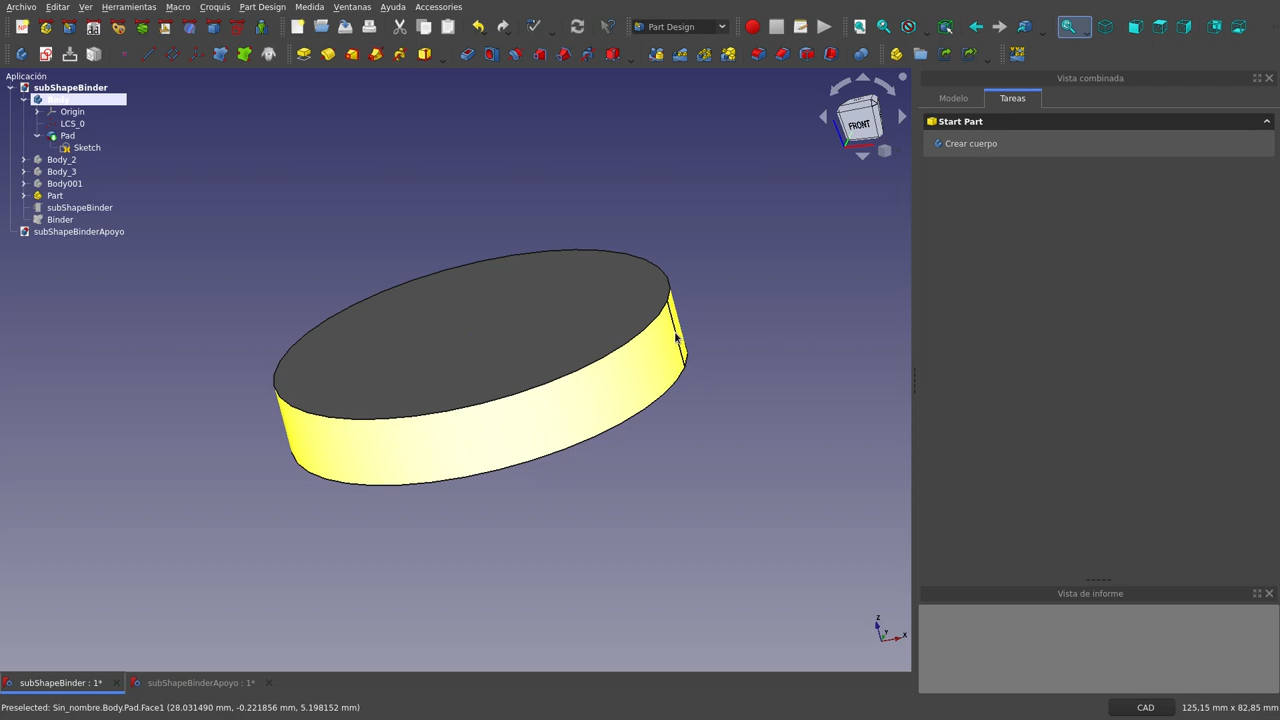 Archivo Editar Ver Herramientas Macro Croquis Part Design Medida Ventanas Ayuda Accessories
Part Design
Aplicación
subShapeBinder
Body
Origin
LCS_0
Pad
Sketch
Body_2
Body_3
Body001
Part
subShapeBinder
Binder
subShapeBinderApoyo
FRONT
Z
Y
X
Vista combinada
Modelo Tareas
Start Part
Crear cuerpo
Vista de informe
subShapeBinder : 1* subShapeBinderApoyo : 1*
Preselected: Sin_nombre.Body.Pad.Face1 (28.031490 mm, -0.221856 mm, 5.198152 mm) CAD 125,15 mm x 82,85 mm